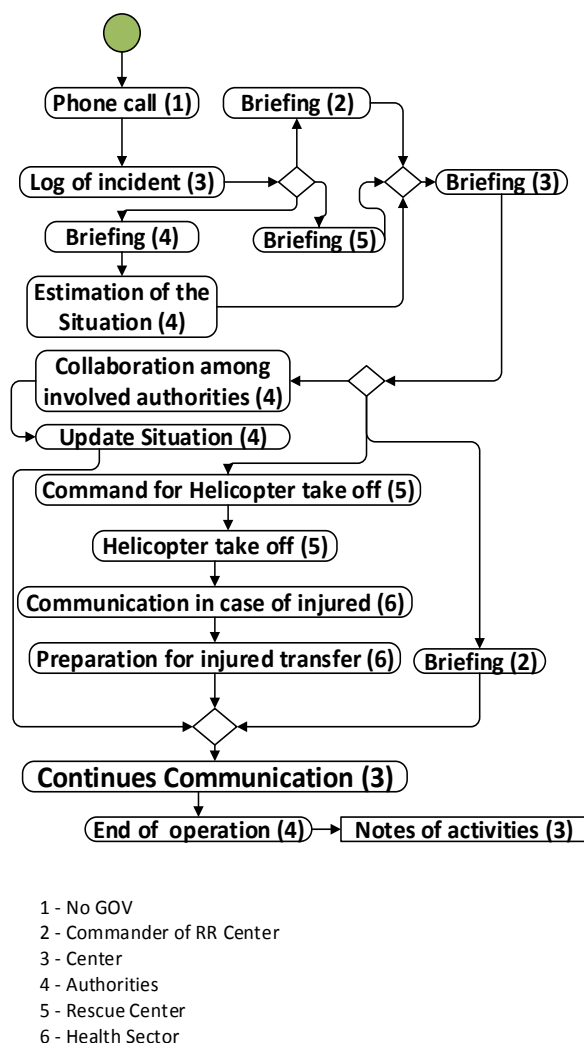 Phone call (1)
Briefing (2)
Log of incident (3)
Briefing (3)
Briefing (4)
Briefing (5)
Estimation of the
Situation (4)
Collaboration among
involved authorities (4)
Update Situation (4)
Command for Helicopter take off (5)
Helicopter take off (5)
Communication in case of injured (6)
Preparation for injured transfer (6)
Briefing (2)
Continues Communication (3)
End of operation (4)
Notes of activities (3)
1 - No GOV
2 - Commander of RR Center
3 - Center
4 - Authorities
5 - Rescue Center
6 - Health Sector